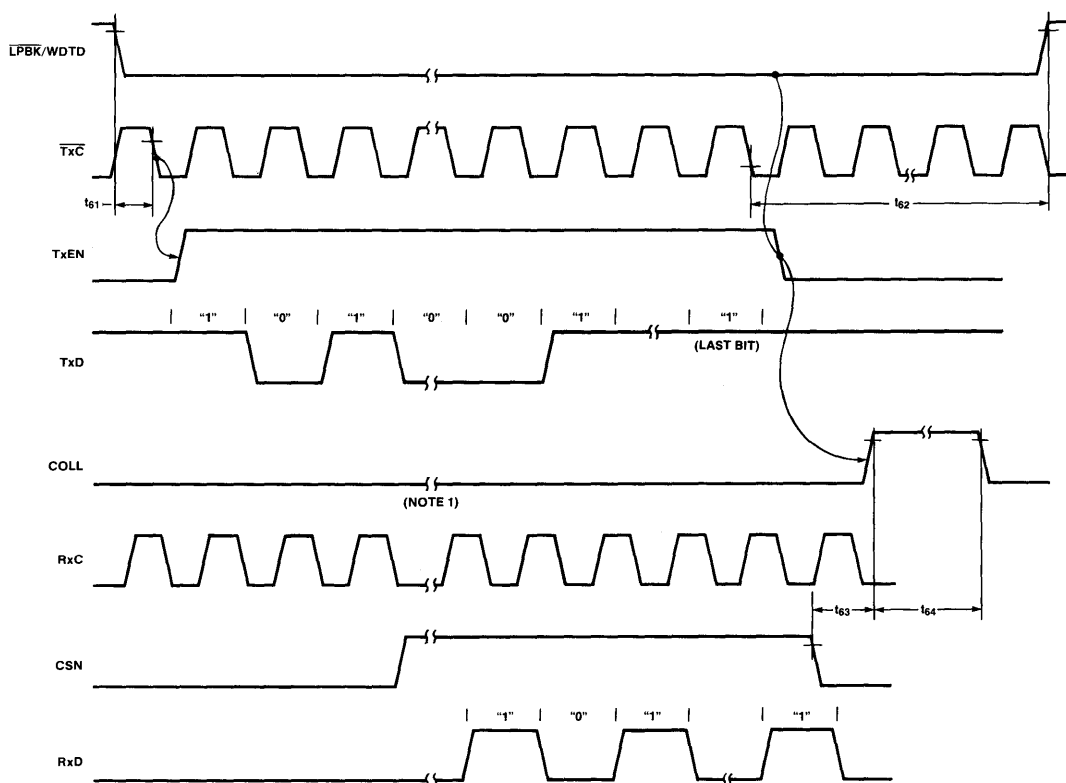 LPBK/WDTD
TxC
t61
t62
TxEN
"1" "0" "1" "0" "0" "1" "1"
(LAST BIT)
TxD
COLL
(NOTE 1)
RxC
t63 t64
CSN
"1" "0" "1" "1"
RxD